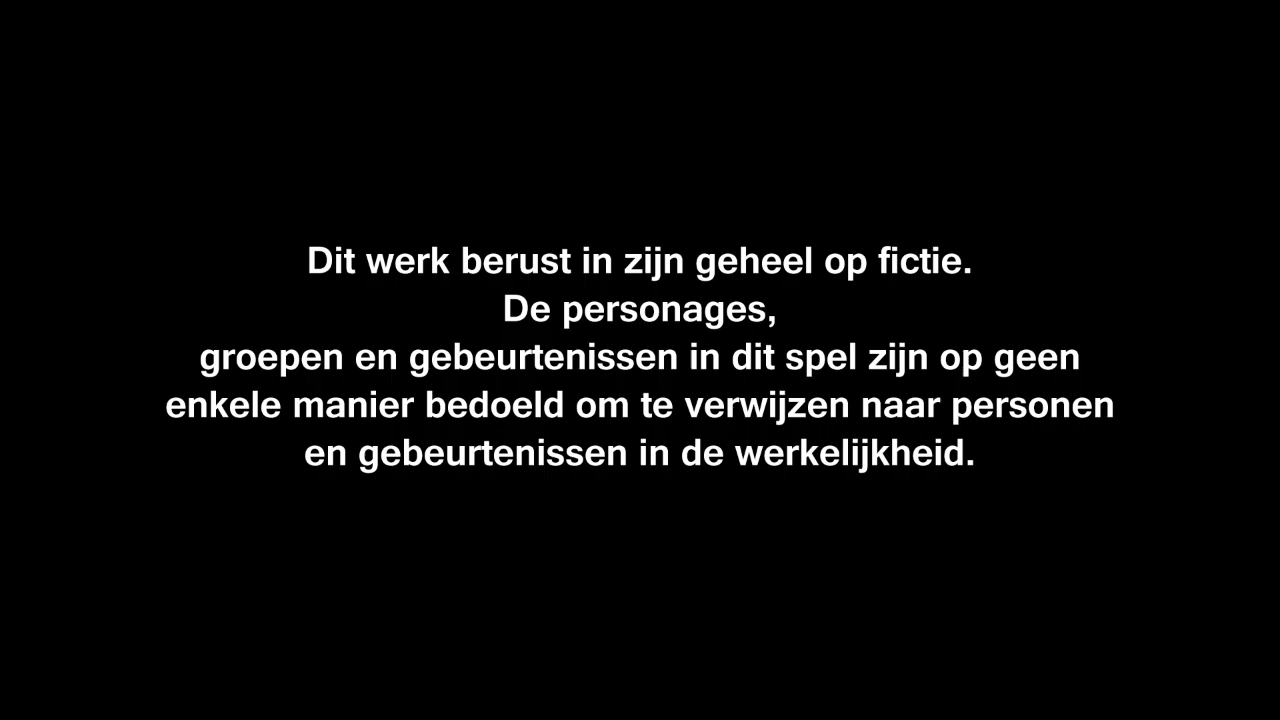 Dit werk berust in zijn geheel op fictie.
De personages,
groepen en gebeurtenissen in dit spel zijn op geen
enkele manier bedoeld om te verwijzen naar personen
en gebeurtenissen in de werkelijkheid.